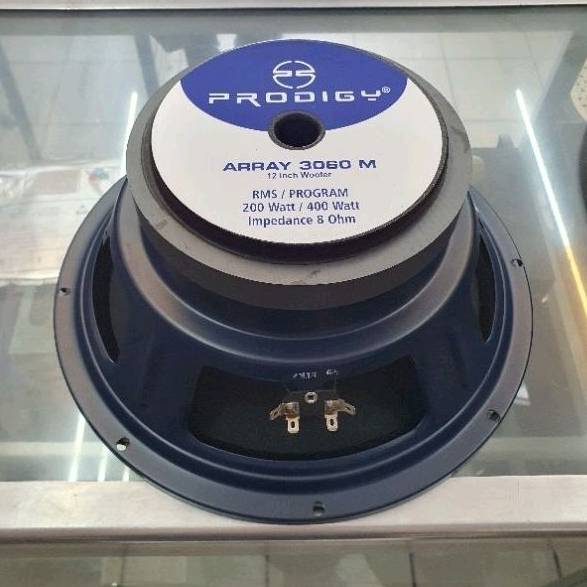 PRODIGY®
ARRAY 3060 M
12 inch Woofer
RMS / PROGRAM
200 Watt / 400 Watt
Impedance 8 Ohm